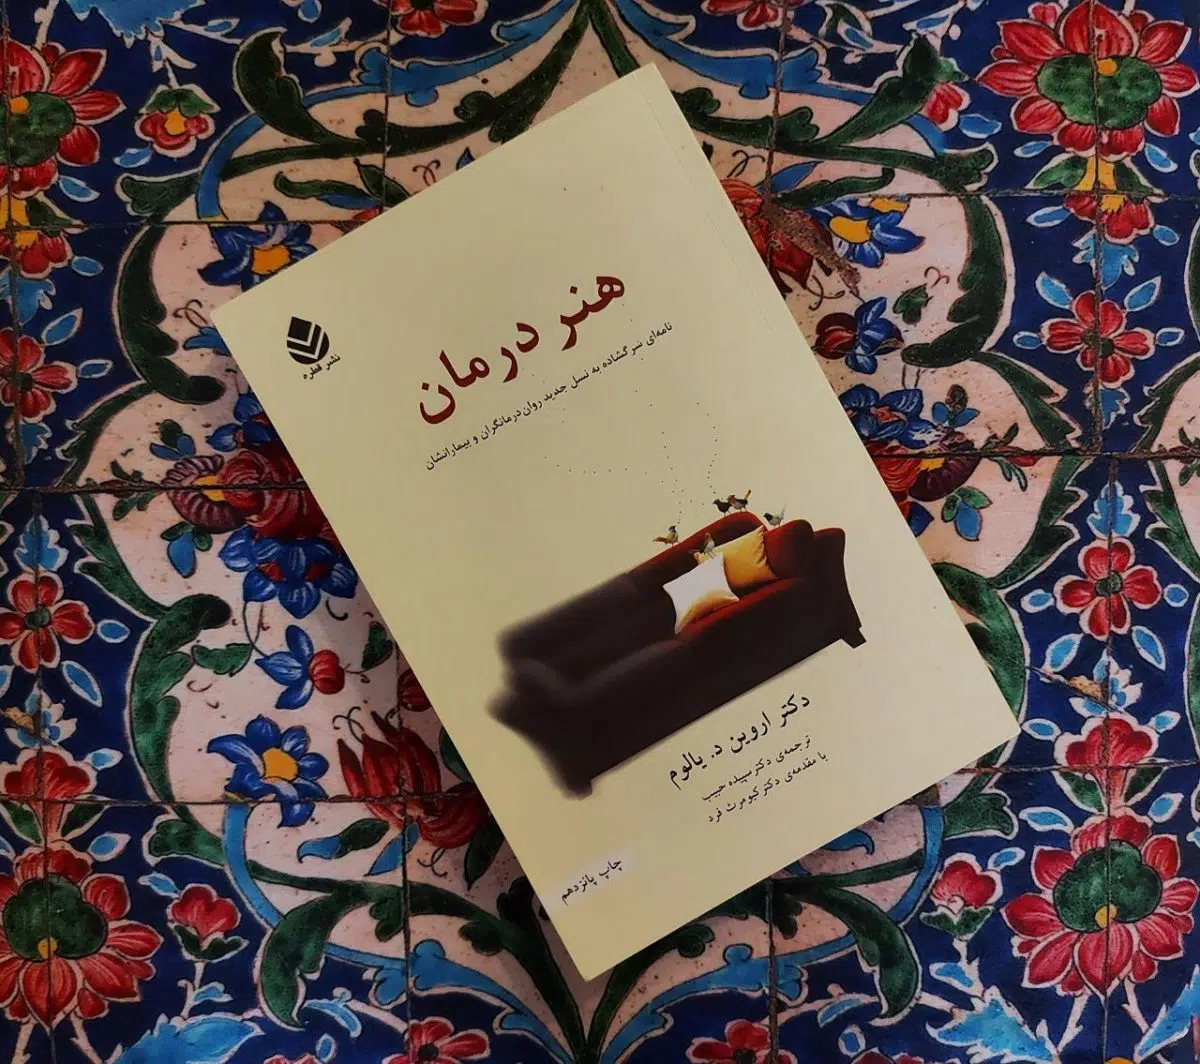 هنر درمان
نامه‌ای سرگشاده به نسل جدید روان‌درمانگران و بیمارانشان
نشر قطره
دکتر اروین د. یالوم
ترجمه‌ی دکتر سپیده حبیب
با مقدمه‌ی دکتر کیومرث فرد
چاپ پانزدهم